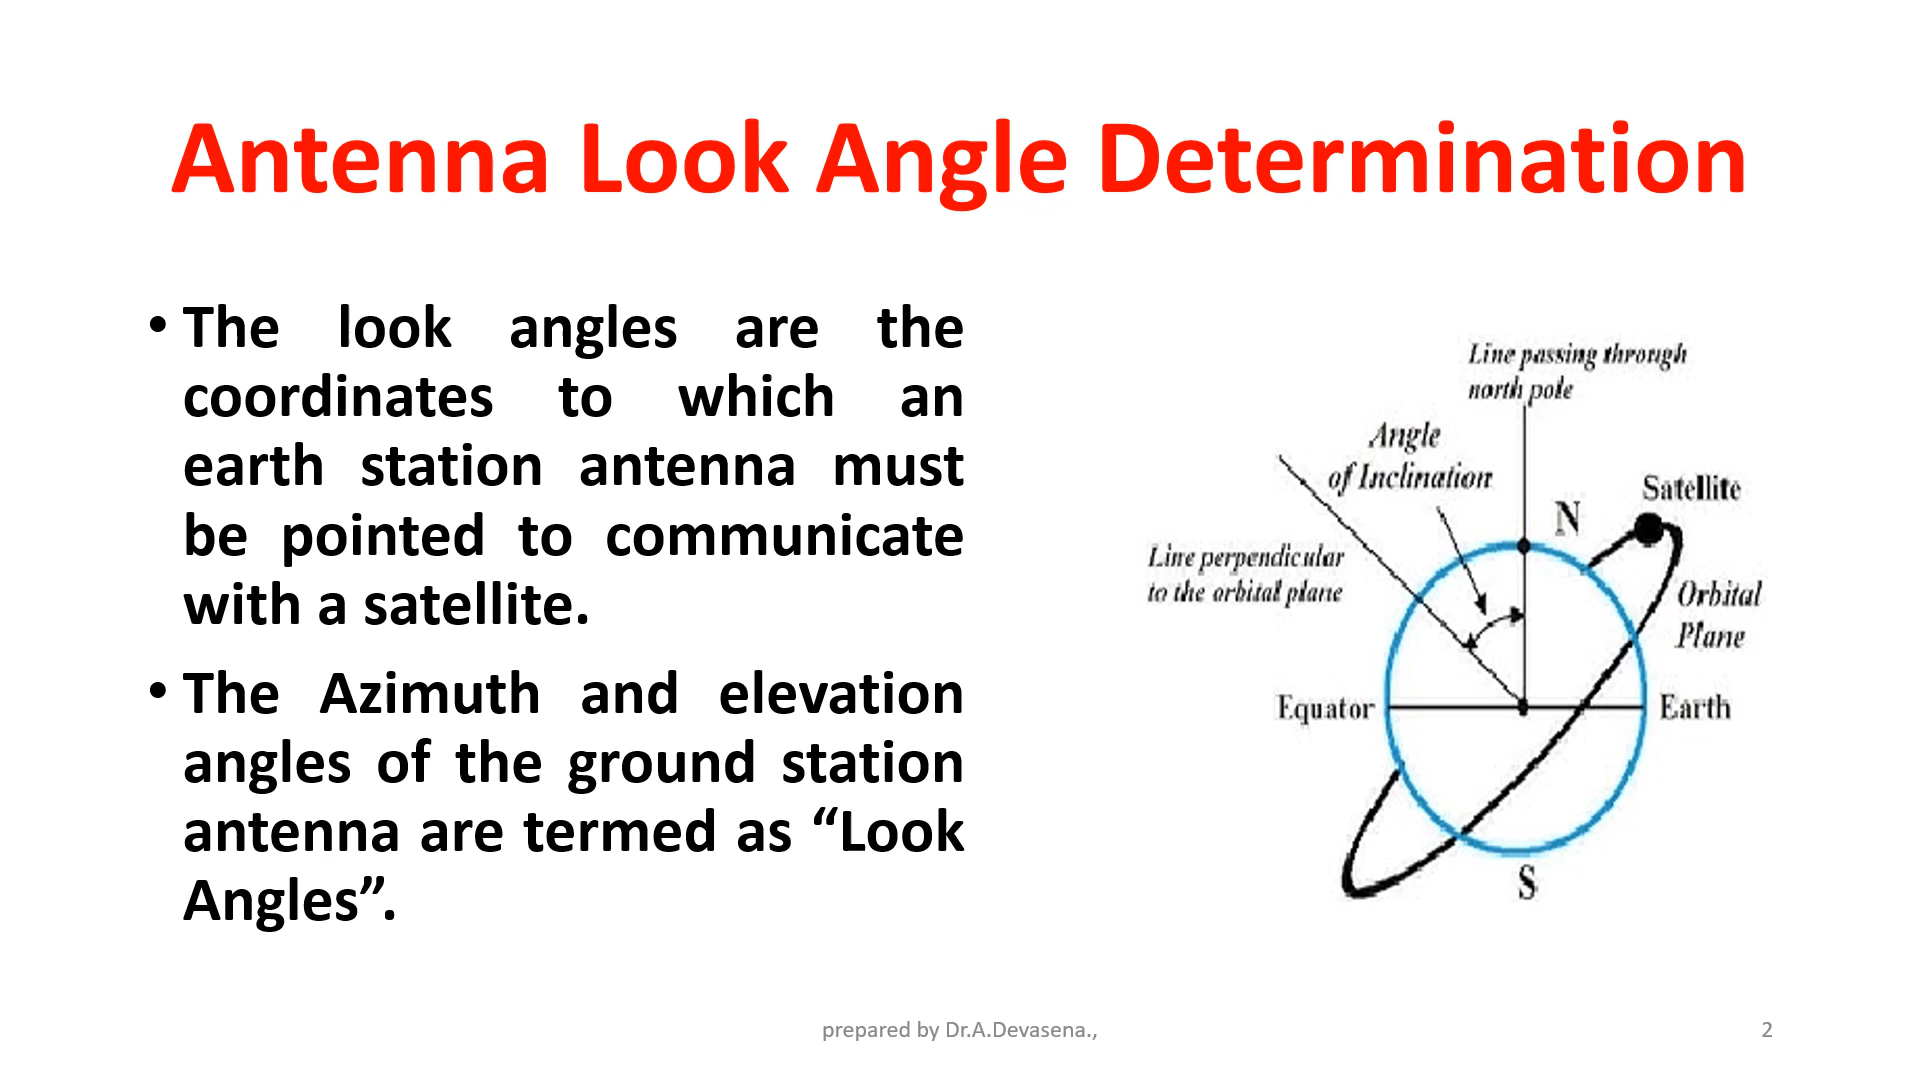 Antenna Look Angle Determination
• The look angles are the
coordinates to which an
earth station antenna must
be pointed to communicate
with a satellite.
• The Azimuth and elevation
angles of the ground station
antenna are termed as “Look
Angles”.
Line passing through
north pole
Angle
of Inclination
Satellite
N
Line perpendicular
to the orbital plane
Orbital
Plane
Equator
Earth
S
prepared by Dr.A.Devasena.,
2